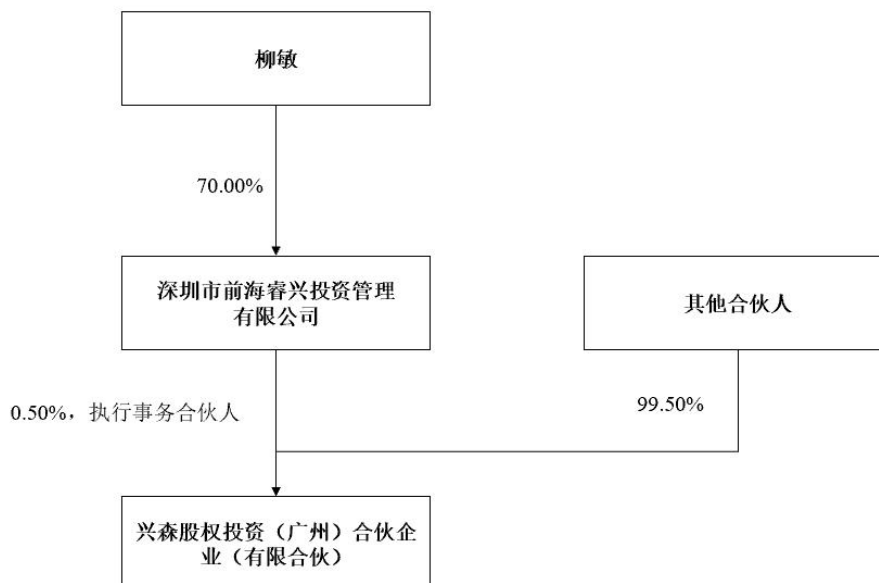 柳敏
70.00%
深圳市前海睿兴投资管理
有限公司
其他合伙人
0.50%，执行事务合伙人
99.50%
兴森股权投资（广州）合伙企
业（有限合伙）